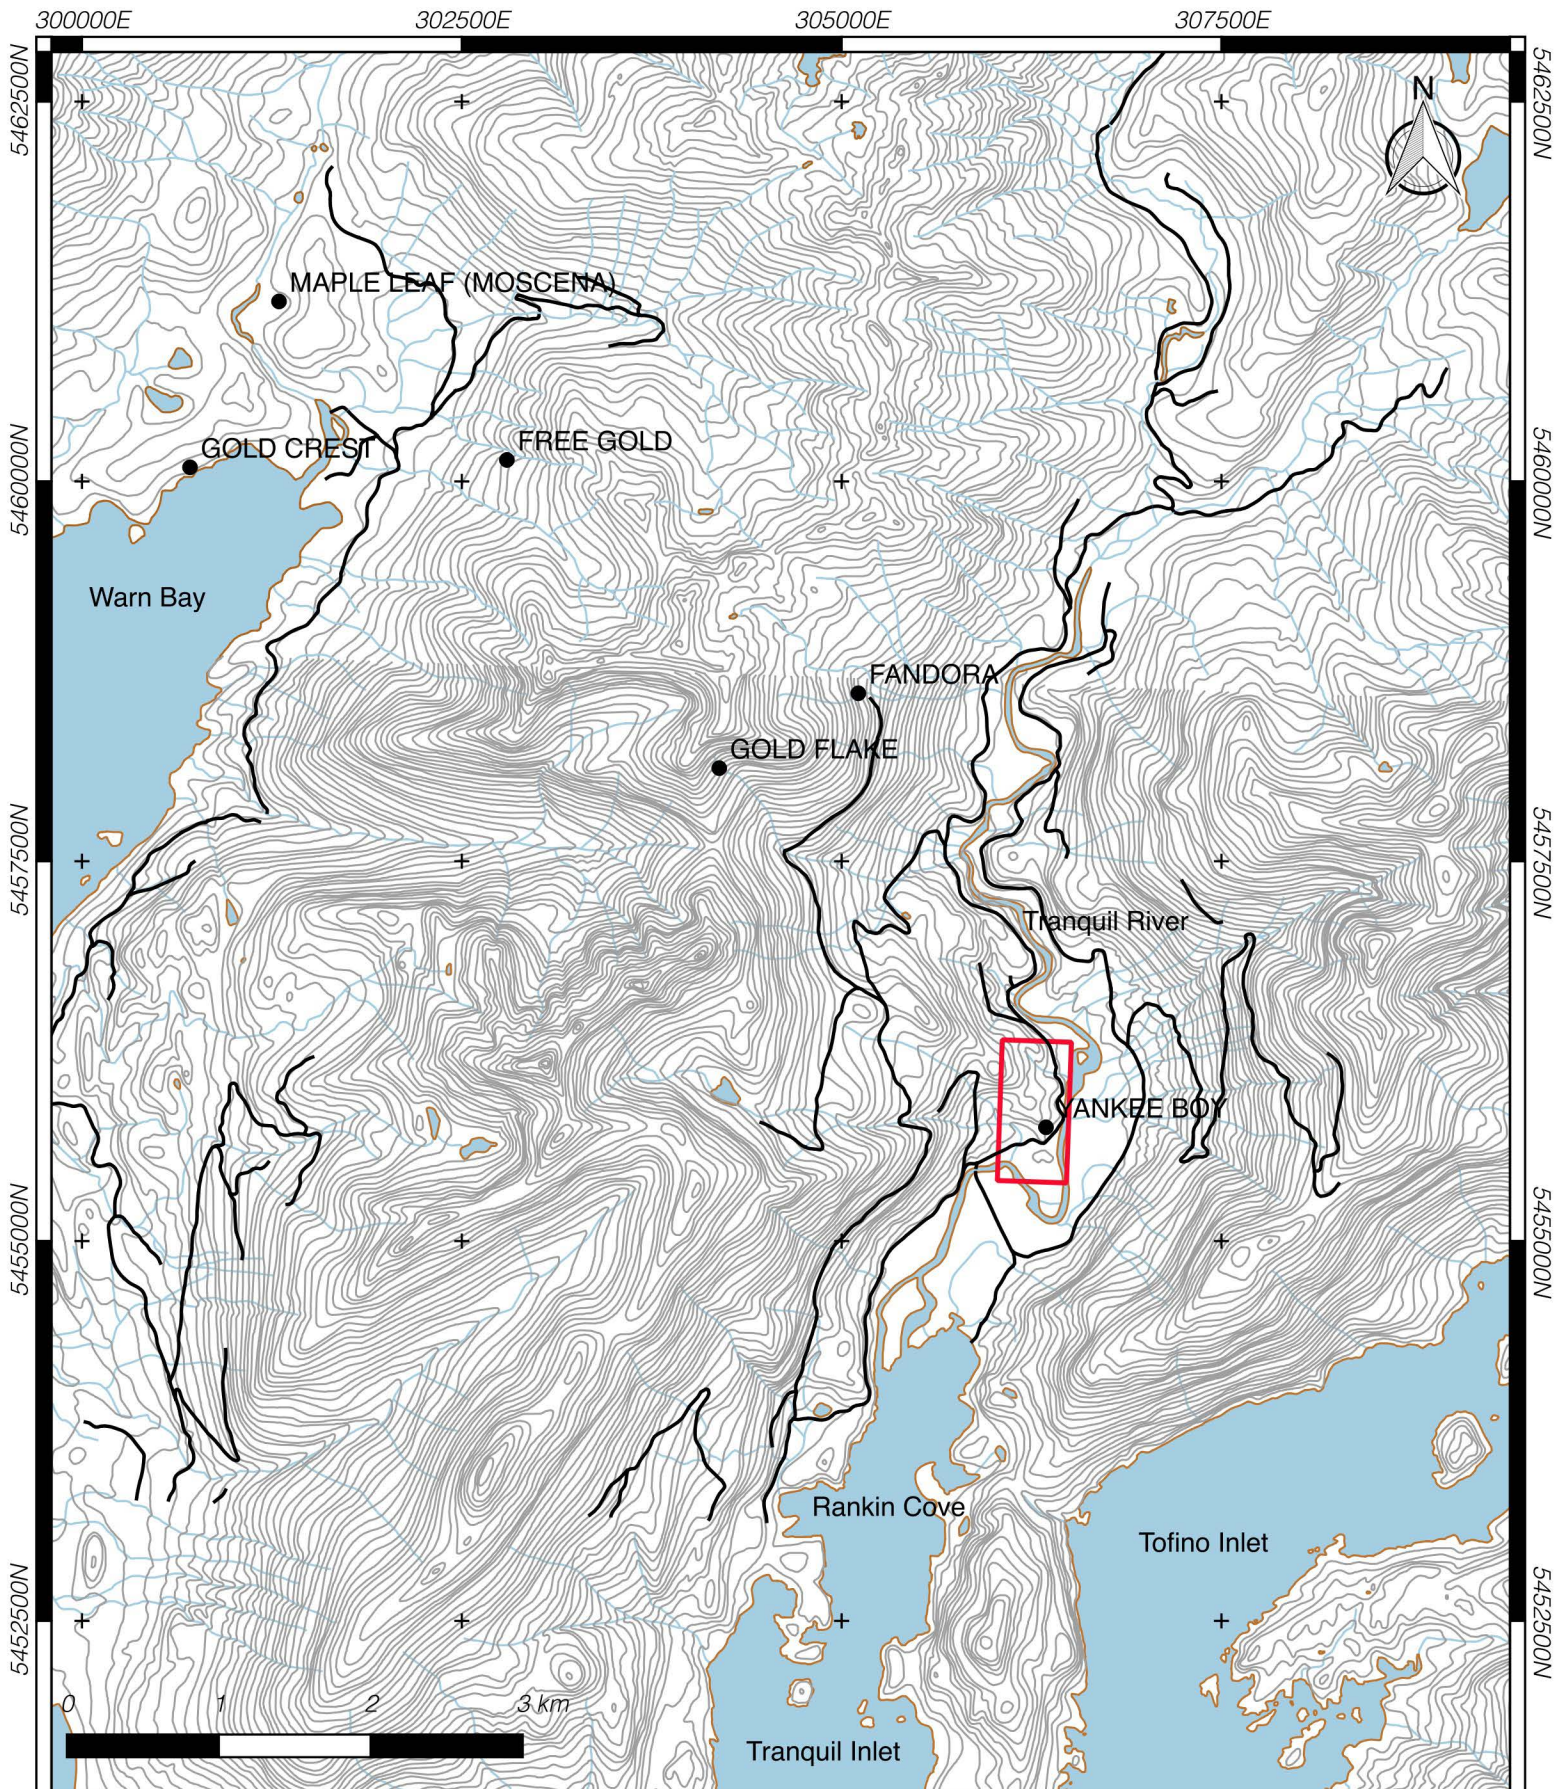 300000E 302500E 305000E 307500E
5462500N 5462500N
N
MAPLE LEAF (MOSCENA)
GOLD CREST
FREE GOLD
5460000N 5460000N
Warn Bay
FANDORA
GOLD FLAKE
5457500N 5457500N
Tranquil River
YANKEE BOY
5455000N 5455000N
Rankin Cove
Tofino Inlet
5452500N 5452500N
0 1 2 3 km
Tranquil Inlet